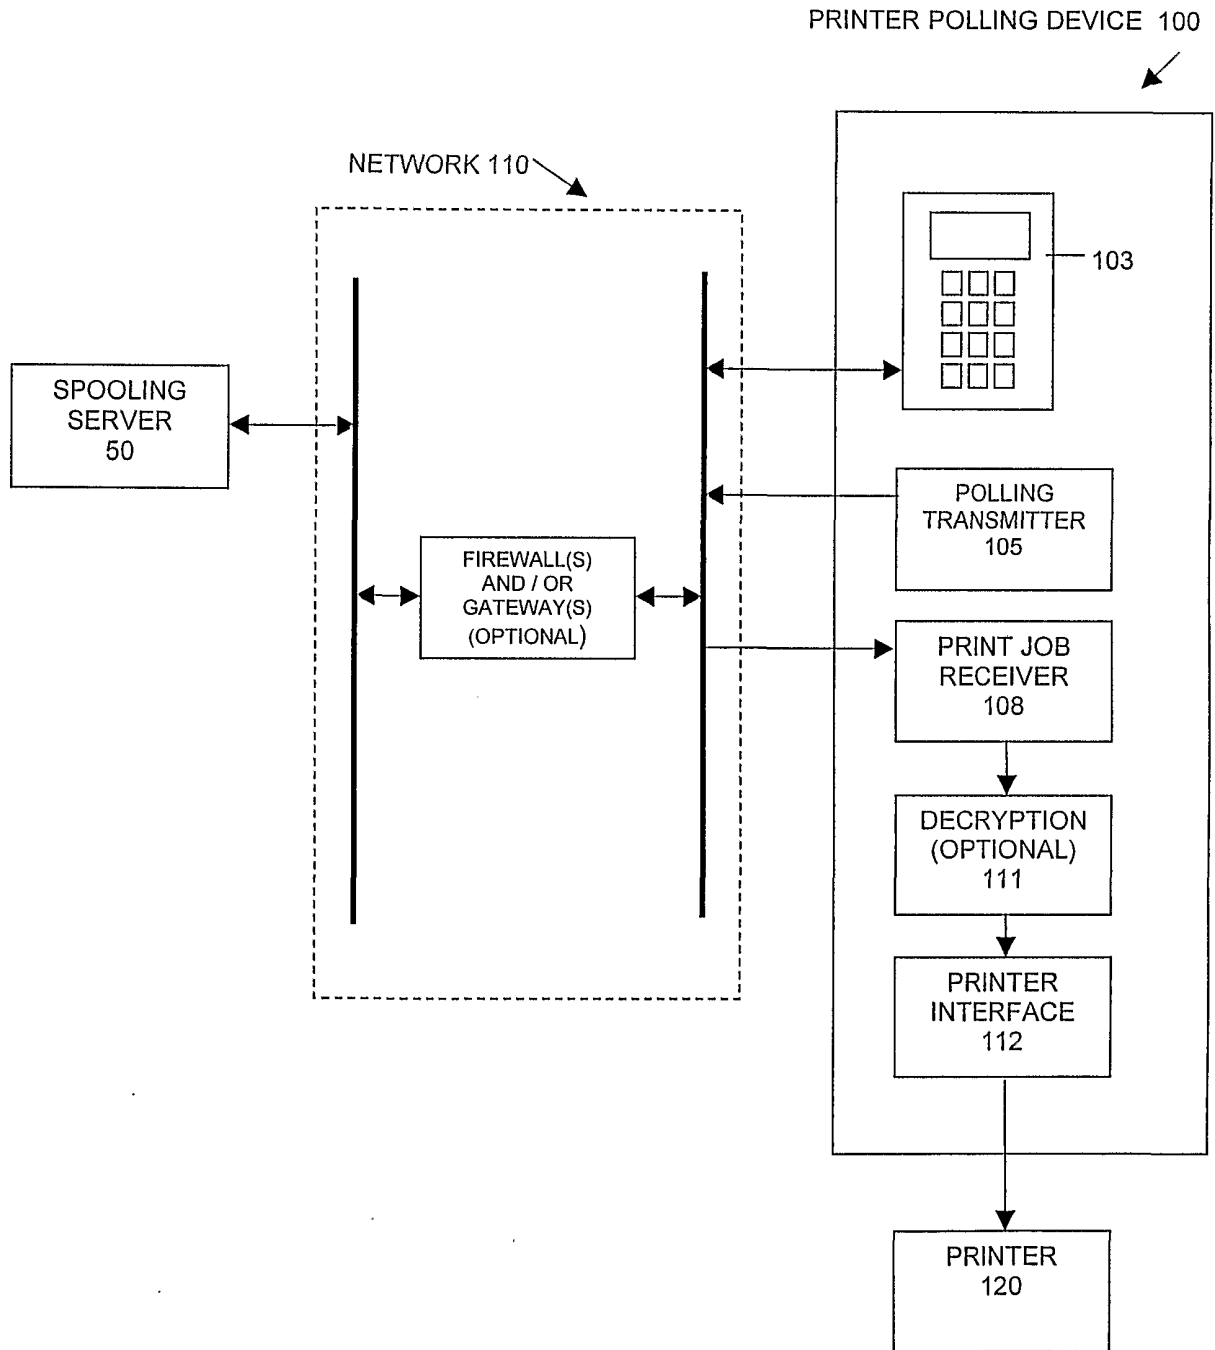 PRINTER POLLING DEVICE 100
NETWORK 110
103
SPOOLING
SERVER
50
POLLING
TRANSMITTER
105
FIREWALL(S)
AND / OR
GATEWAY(S)
(OPTIONAL)
PRINT JOB
RECEIVER
108
DECRYPTION
(OPTIONAL)
111
PRINTER
INTERFACE
112
PRINTER
120